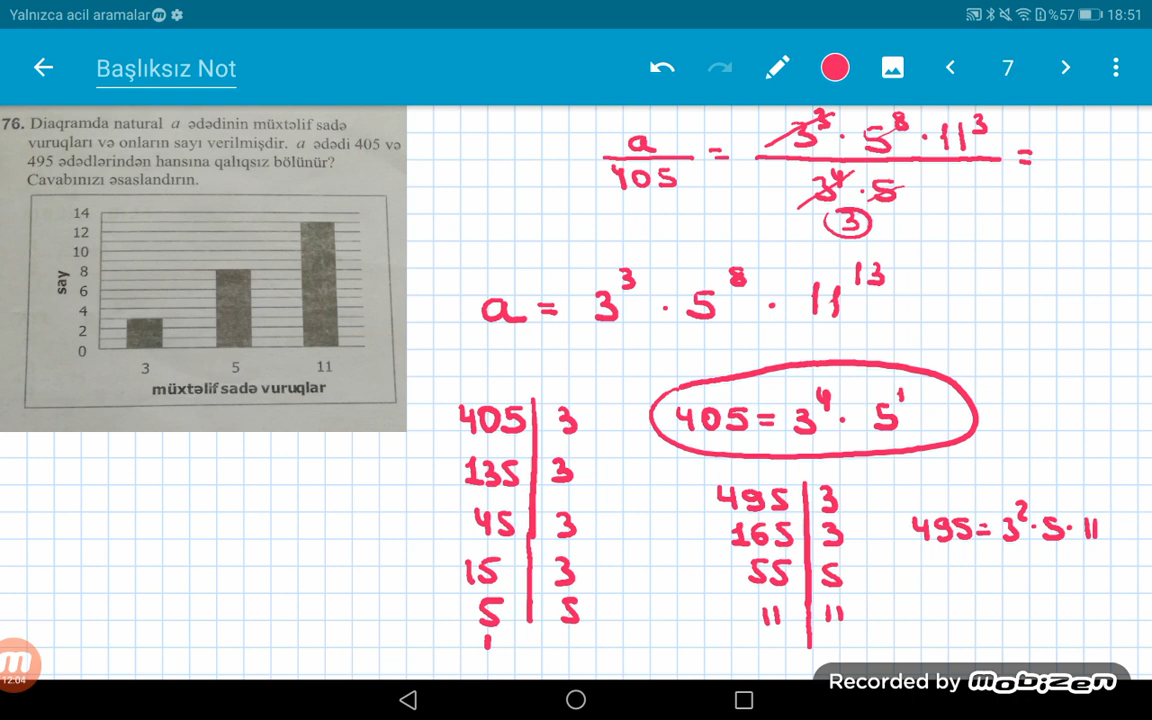 Yalnızca acil aramalar
%57 18:51
Başlıksız Not
7
76. Diaqramda natural a ədədinin müxtəlif sadə
vuruqları və onların sayı verilmişdir. a ədədi 405 və
495 ədədlərindən hansına qalıqsız bölünür?
Cavabınızı əsaslandırın.
14
12
10
8
6
4
2
0
say
3 5 11
müxtəlif sadə vuruqlar
a/405 = 3³ · 5⁸ · 11³ / 3⁴ · 5 =
3
a = 3³ · 5⁸ · 11¹³
405 = 3⁴ · 5¹
405 | 3
135 | 3
45 | 3
15 | 3
5 | 5
1
495 | 3
165 | 3
55 | 5
11 | 11
495 = 3² · 5 · 11
12:04
Recorded by mobizen